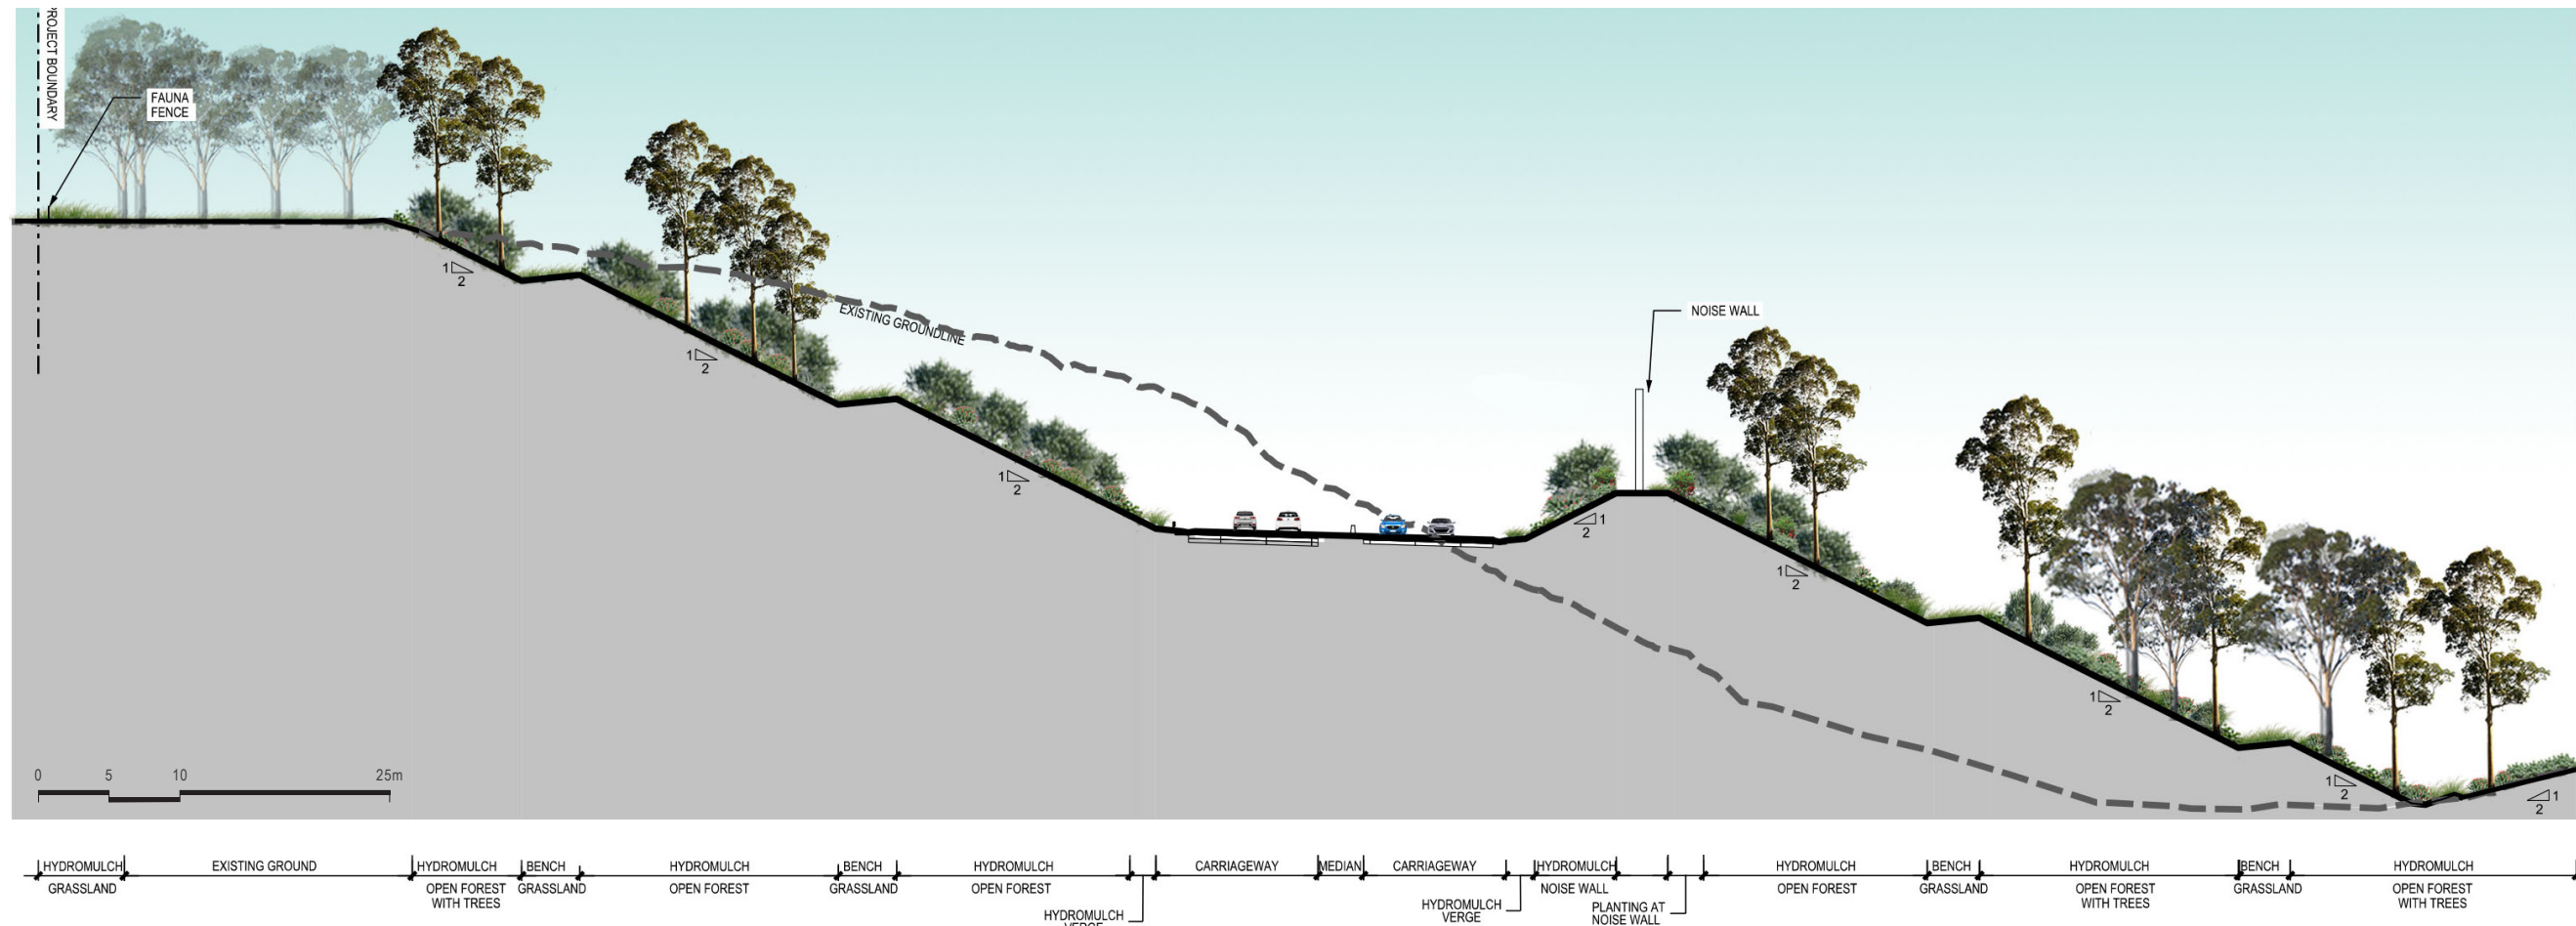 PROJECT BOUNDARY
FAUNA
FENCE
1
2
EXISTING GROUNDLINE
1
2
1
2
NOISE WALL
1
2
1
2
1
2
1
2
1
2
0 5 10 25m
HYDROMULCH EXISTING GROUND HYDROMULCH BENCH HYDROMULCH BENCH HYDROMULCH CARRIAGEWAY MEDIAN CARRIAGEWAY HYDROMULCH HYDROMULCH BENCH HYDROMULCH BENCH HYDROMULCH
GRASSLAND OPEN FOREST GRASSLAND OPEN FOREST GRASSLAND OPEN FOREST NOISE WALL OPEN FOREST GRASSLAND OPEN FOREST GRASSLAND OPEN FOREST
WITH TREES WITH TREES WITH TREES
HYDROMULCH
VERGE
HYDROMULCH
VERGE
PLANTING AT
NOISE WALL